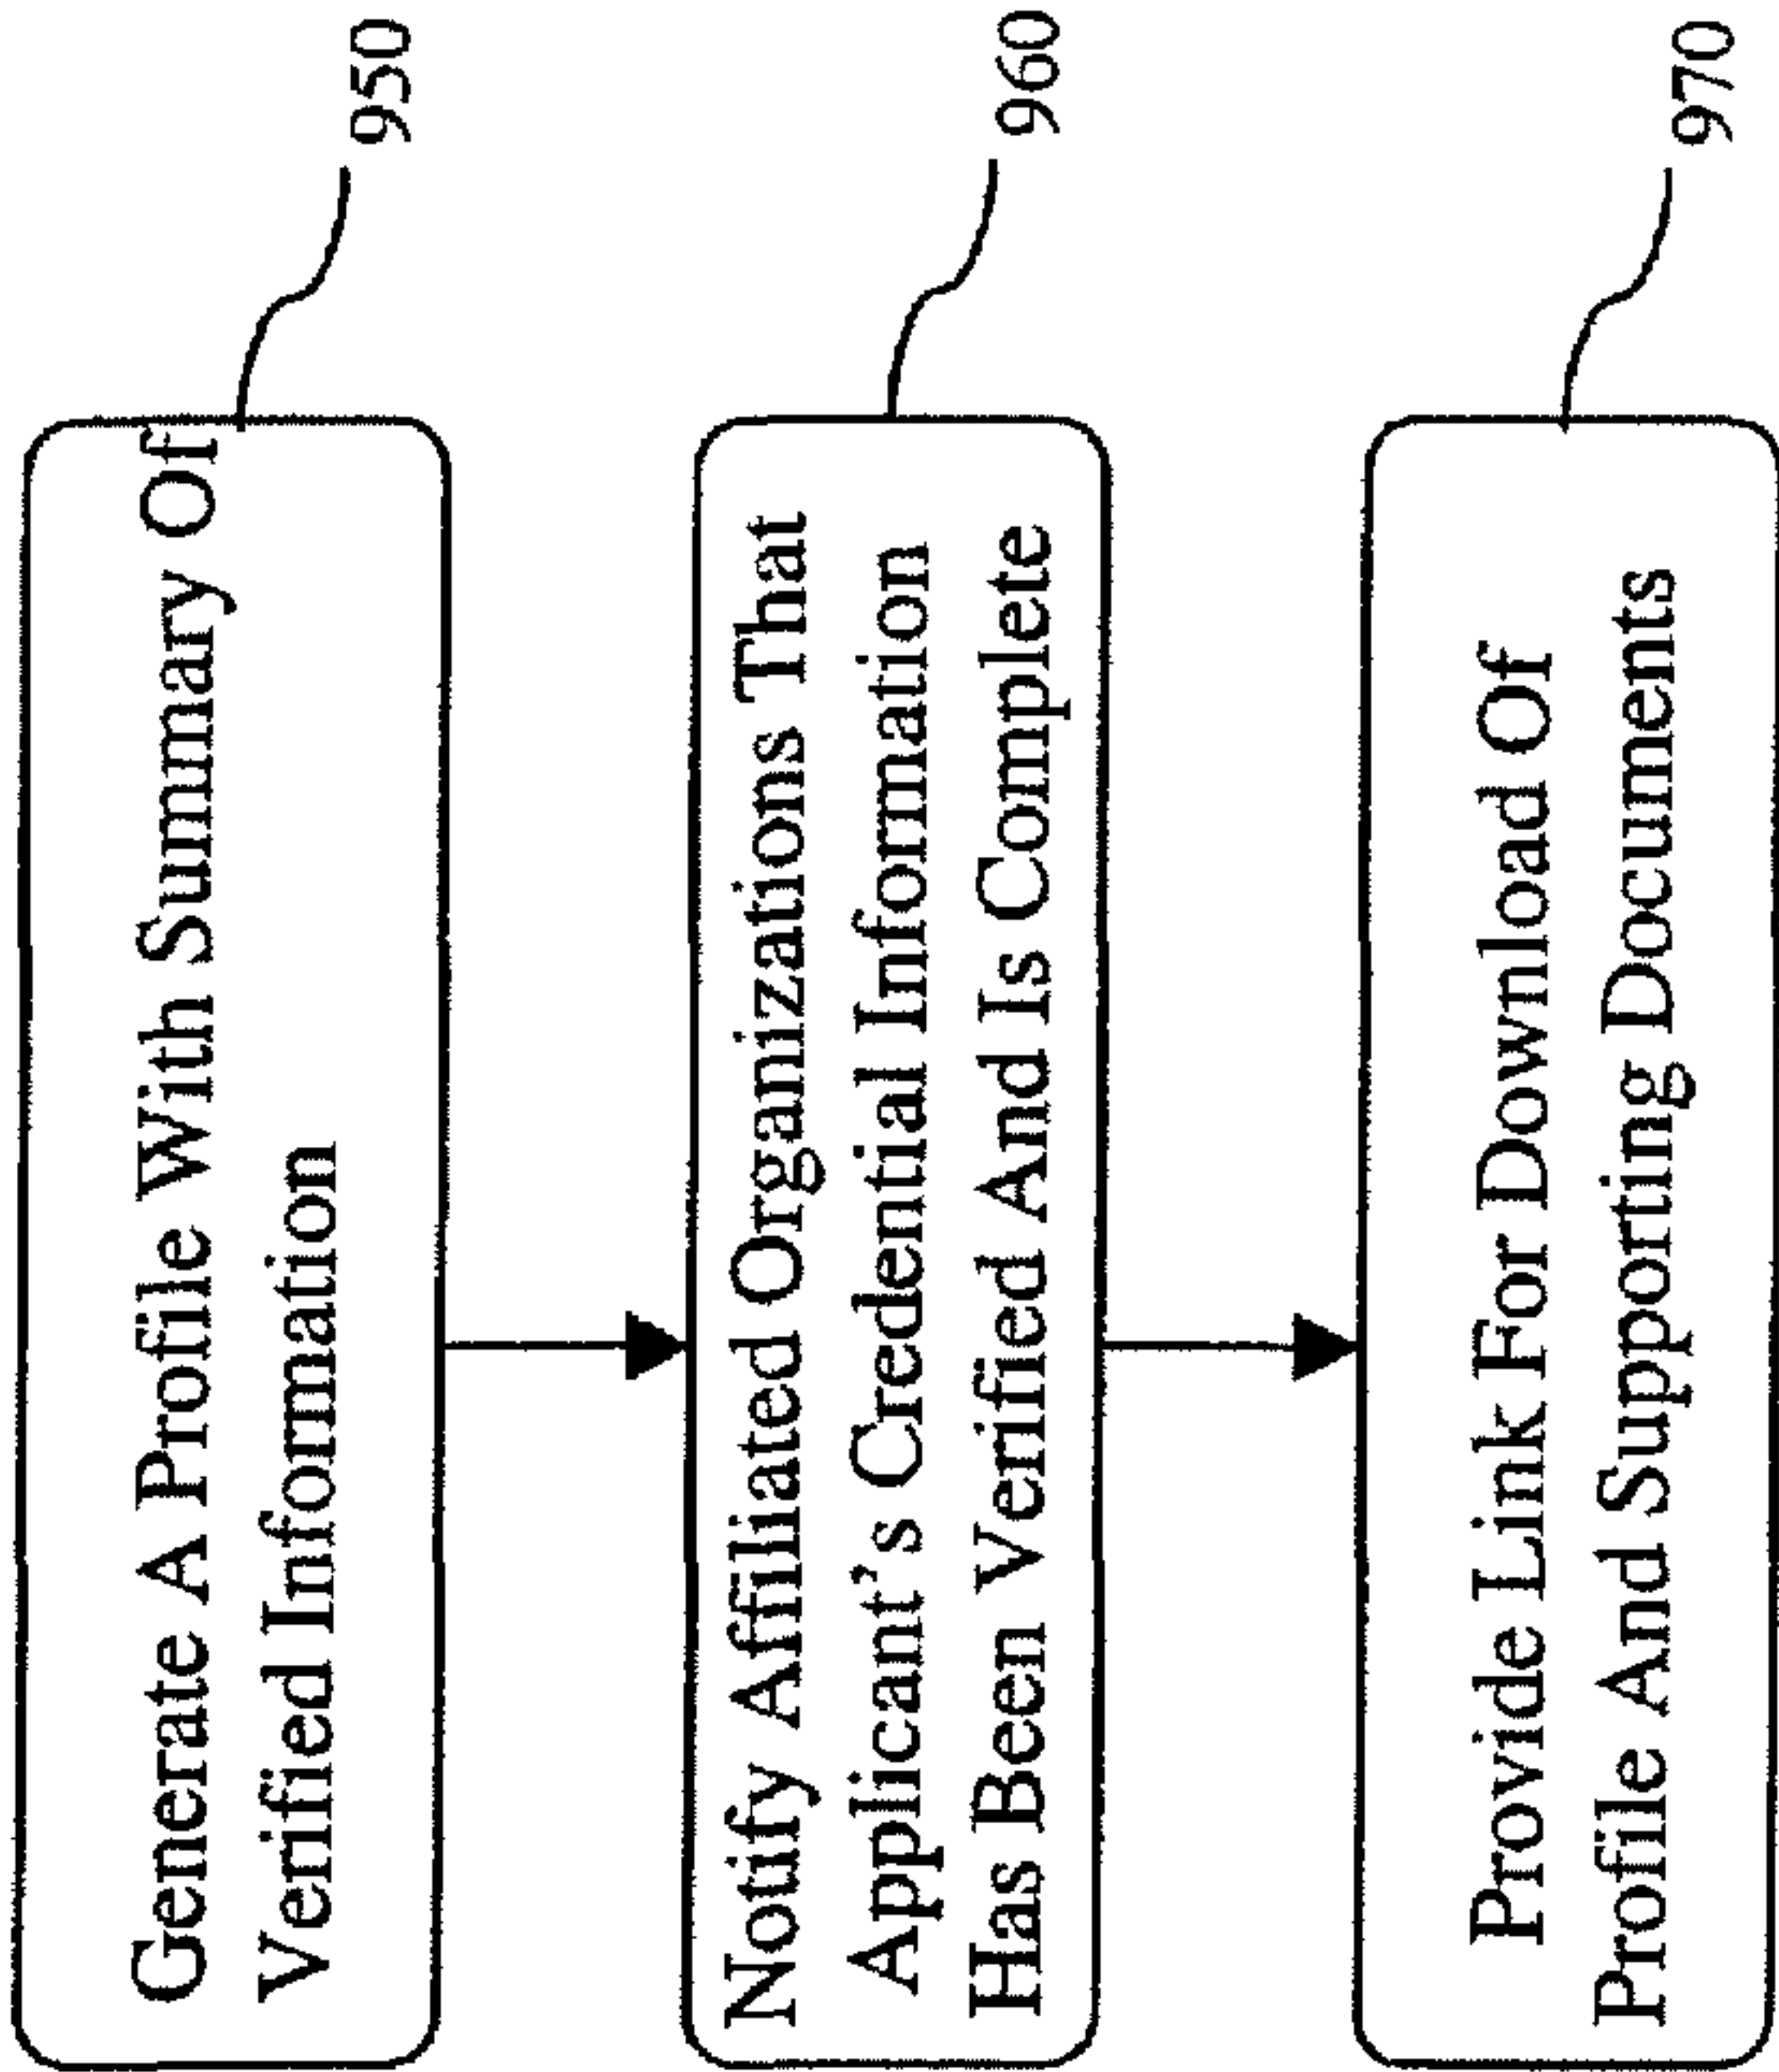 Generate A Profile With Summary Of
Verified Information
950
Notify Affiliated Organizations That
Applicant's Credential Information
Has Been Verified And Is Complete
960
Provide Link For Download Of
Profile And Supporting Documents
970